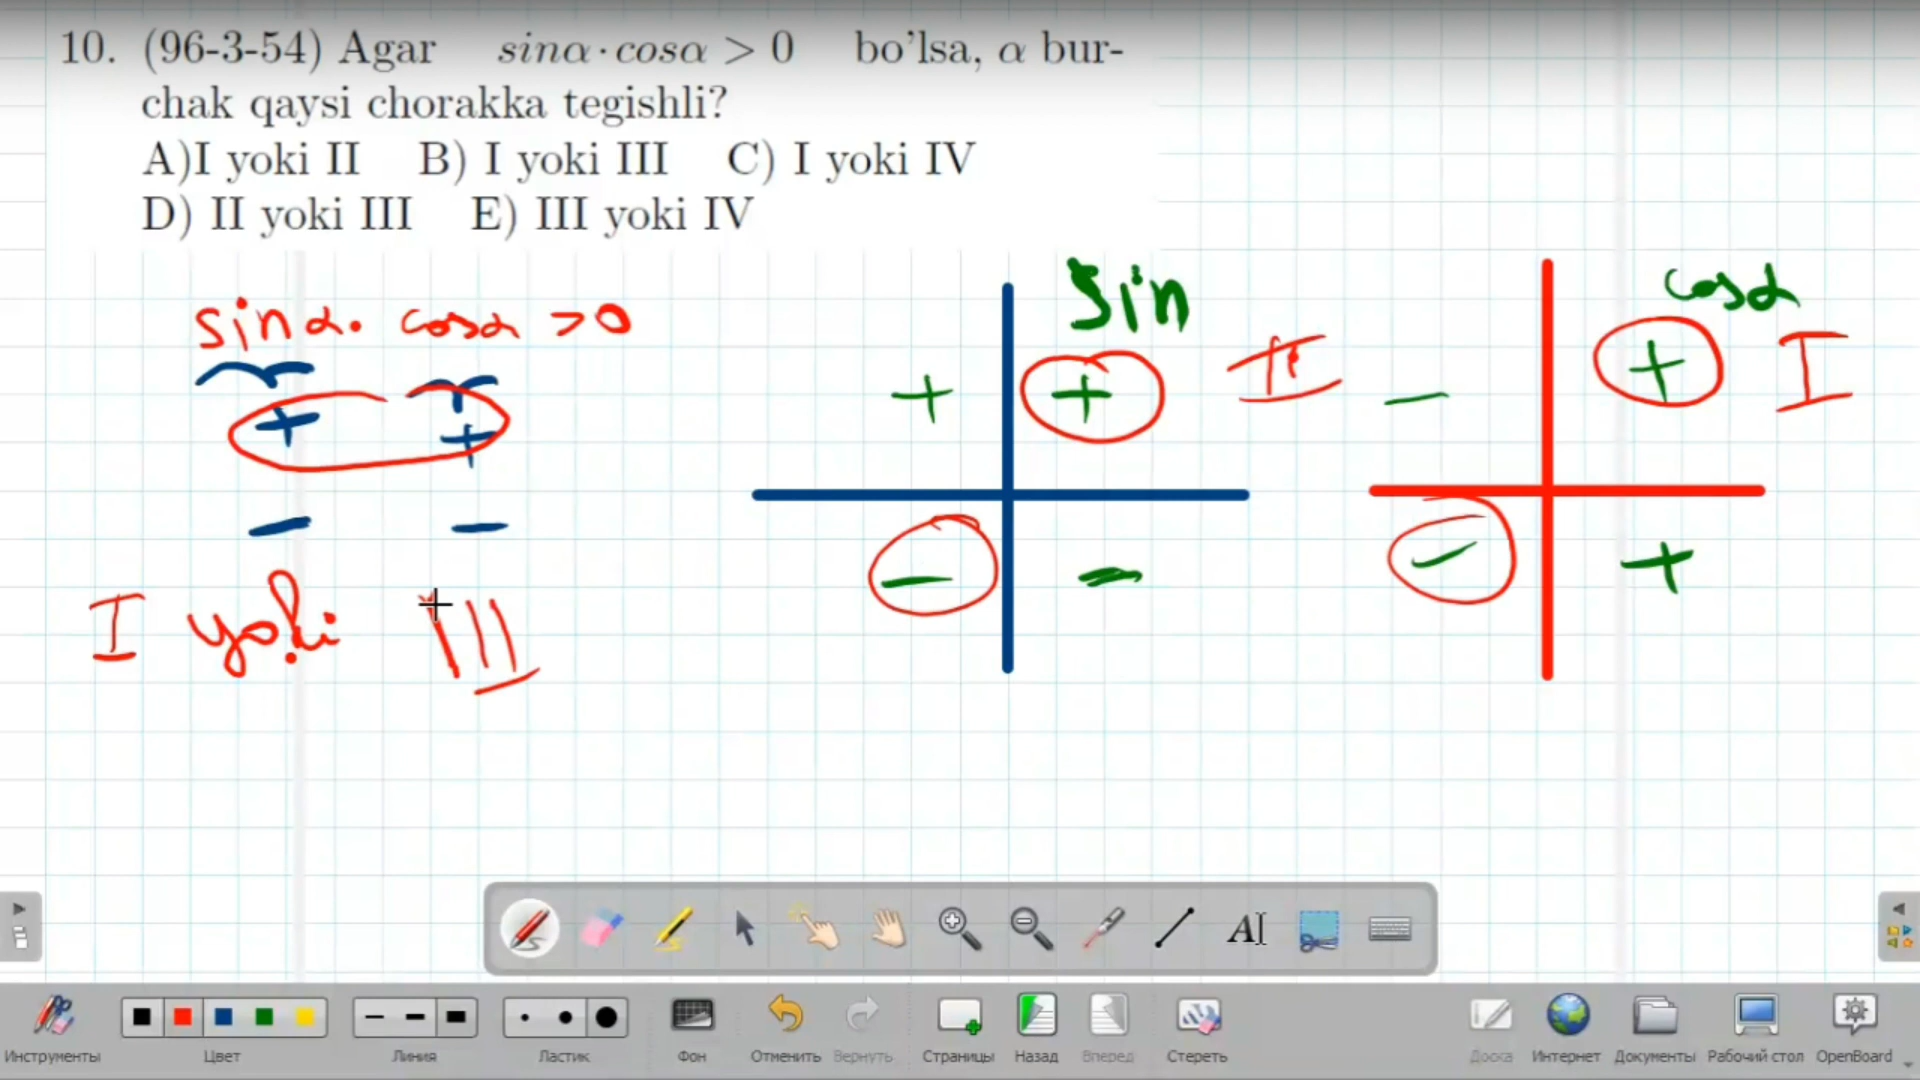 10. (96-3-54) Agar sinα · cosα > 0 bo'lsa, α bur-
chak qaysi chorakka tegishli?
A)I yoki II B) I yoki III C) I yoki IV
D) II yoki III E) III yoki IV
sinα. cosα >0
+ +
− −
I yoki III
sin
+ +
− −
II
cosα
− +
− +
I
Инструменты Цвет Линия Ластик Фон Отменить Вернуть Страницы Назад Вперед Стереть Доска Интернет Документы Рабочий стол OpenBoard